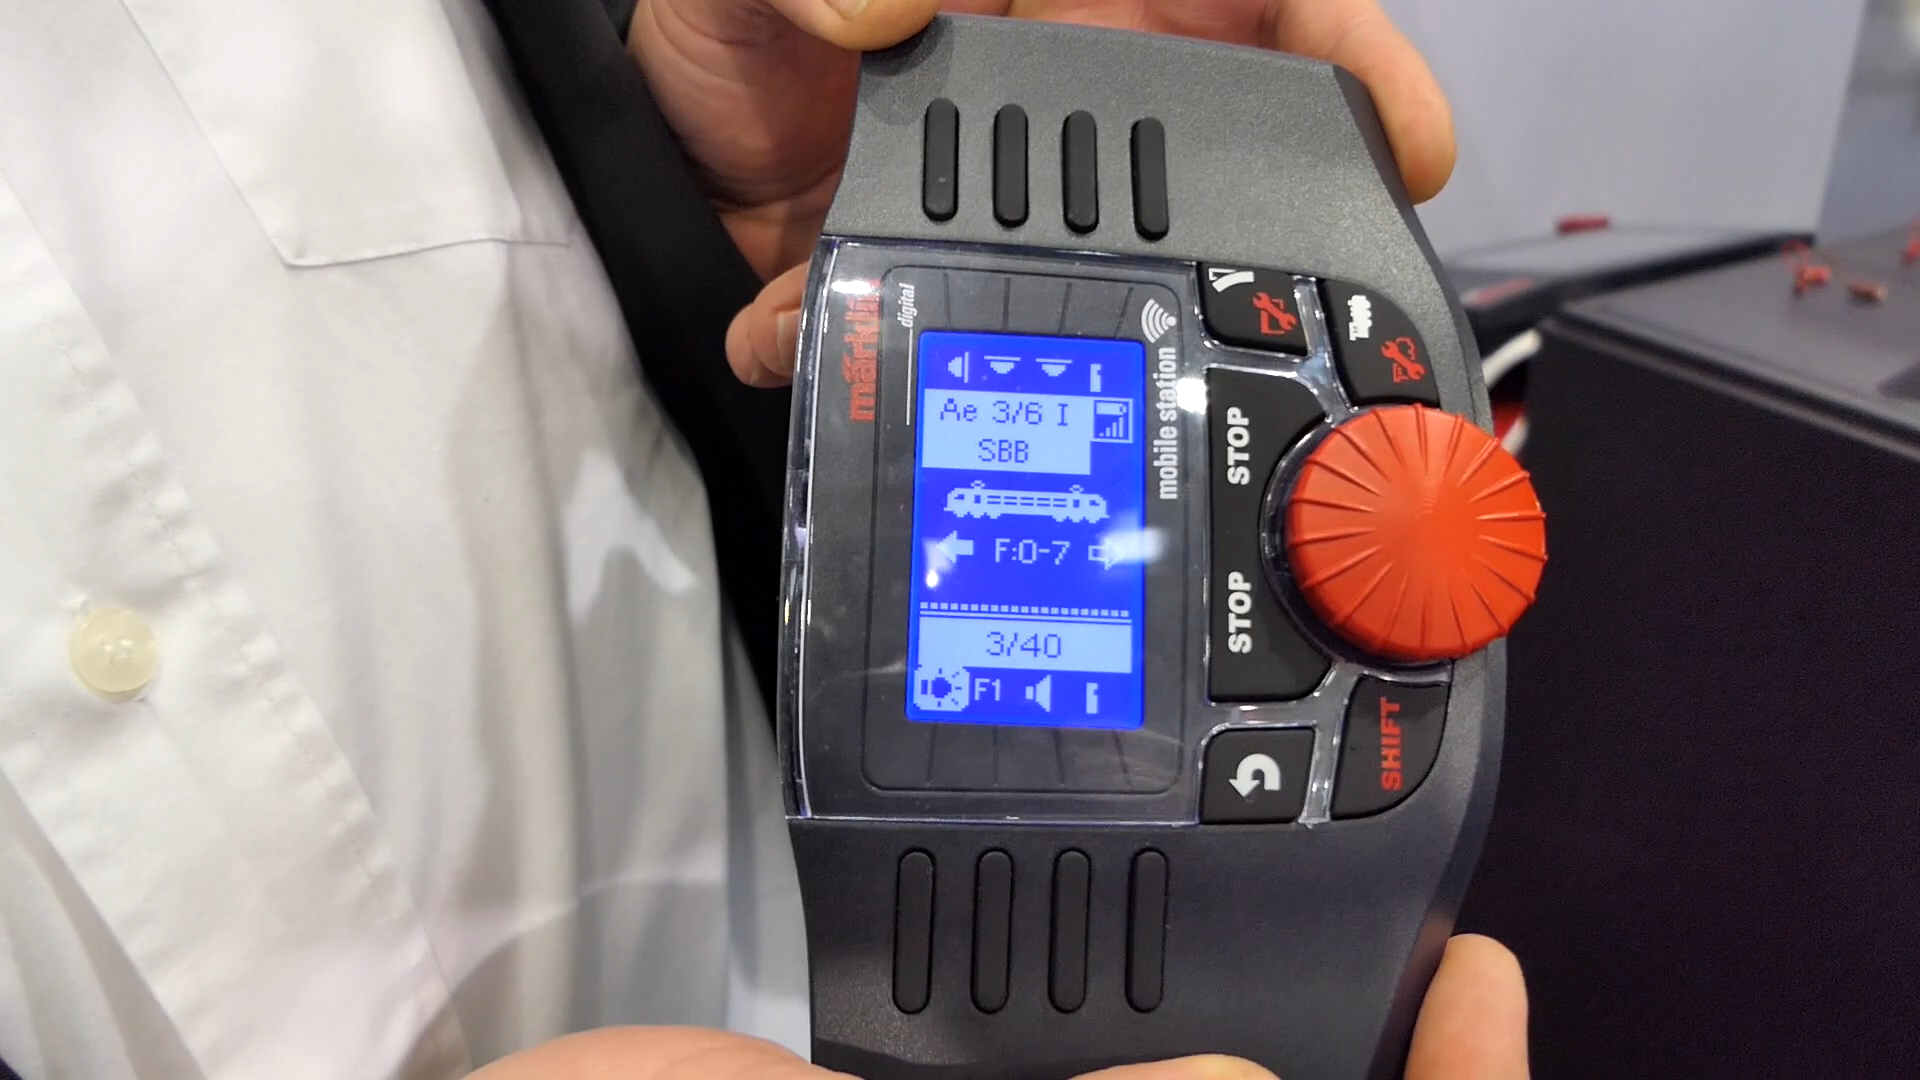 märklin
digital
mobile station
Ae 3/6 I
SBB
F:0-7
3/40
F1
STOP
STOP
SHIFT